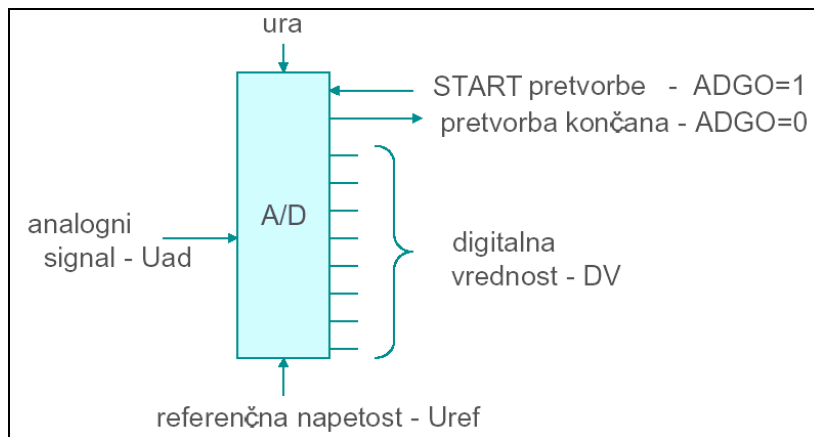 ura
START pretvorbe - ADGO=1
pretvorba končana - ADGO=0
A/D
analogni
signal - Uad
digitalna
vrednost - DV
referenčna napetost - Uref